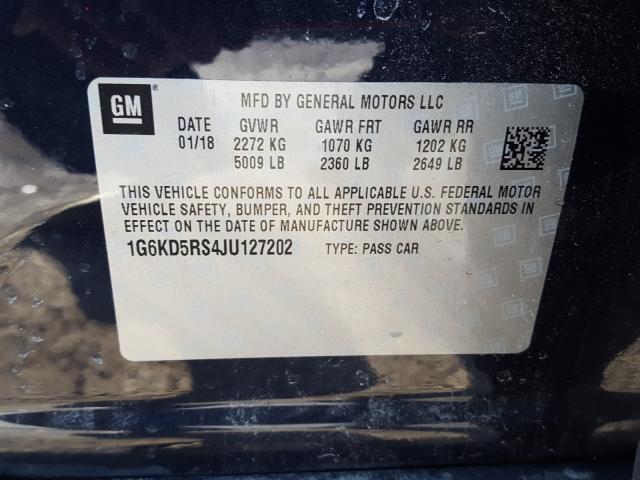 GM ® MFD BY GENERAL MOTORS LLC
DATE GVWR GAWR FRT GAWR RR
01/18 2272 KG 1070 KG 1202 KG
5009 LB 2360 LB 2649 LB
THIS VEHICLE CONFORMS TO ALL APPLICABLE U.S. FEDERAL MOTOR
VEHICLE SAFETY, BUMPER, AND THEFT PREVENTION STANDARDS IN
EFFECT ON THE DATE OF MANUFACTURE SHOWN ABOVE.
1G6KD5RS4JU127202 TYPE: PASS CAR